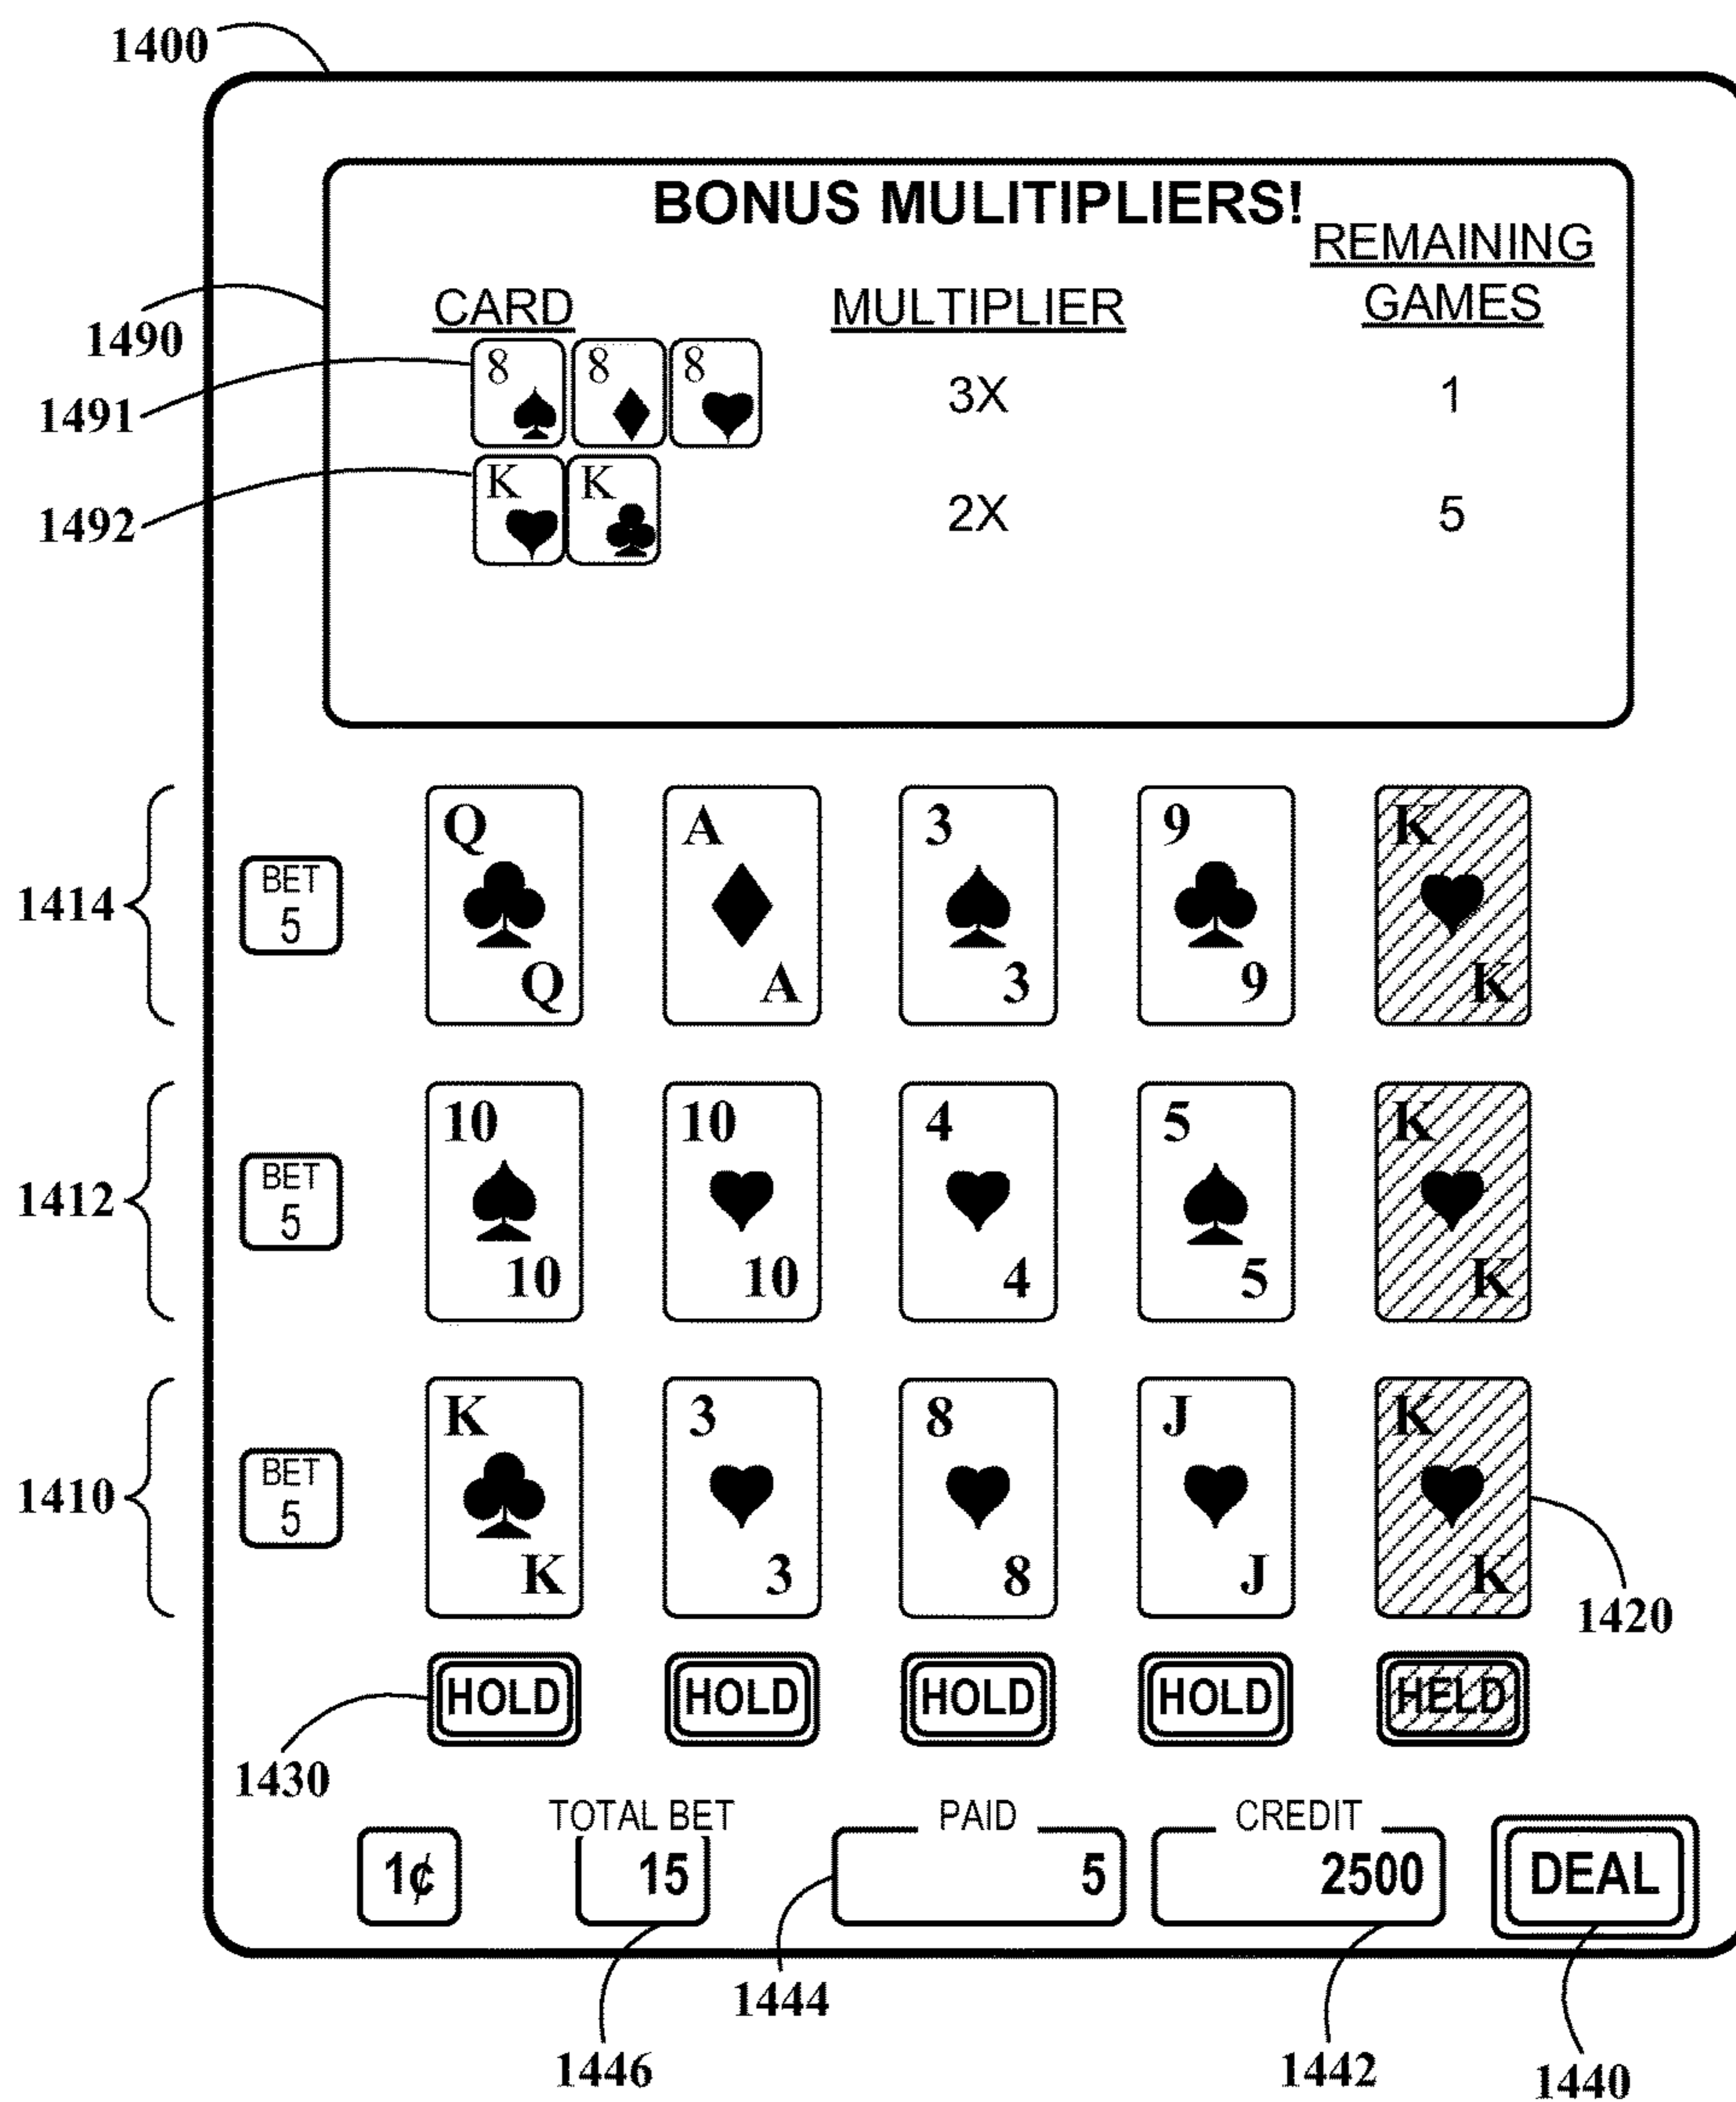 1400
BONUS MULITIPLIERS!
REMAINING
CARD MULTIPLIER GAMES
1490
8 8 8 3X 1
1491
K K 2X 5
1492
Q A 3 9 K
1414 BET
5
Q A 3 9 K
10 10 4 5 K
1412 BET
5
10 10 4 5 K
K 3 8 J K
1410 BET
5
K 3 8 J K
1420
HOLD HOLD HOLD HOLD HELD
1430
TOTAL BET PAID CREDIT
1¢ 15 5 2500 DEAL
1444
1446 1442 1440